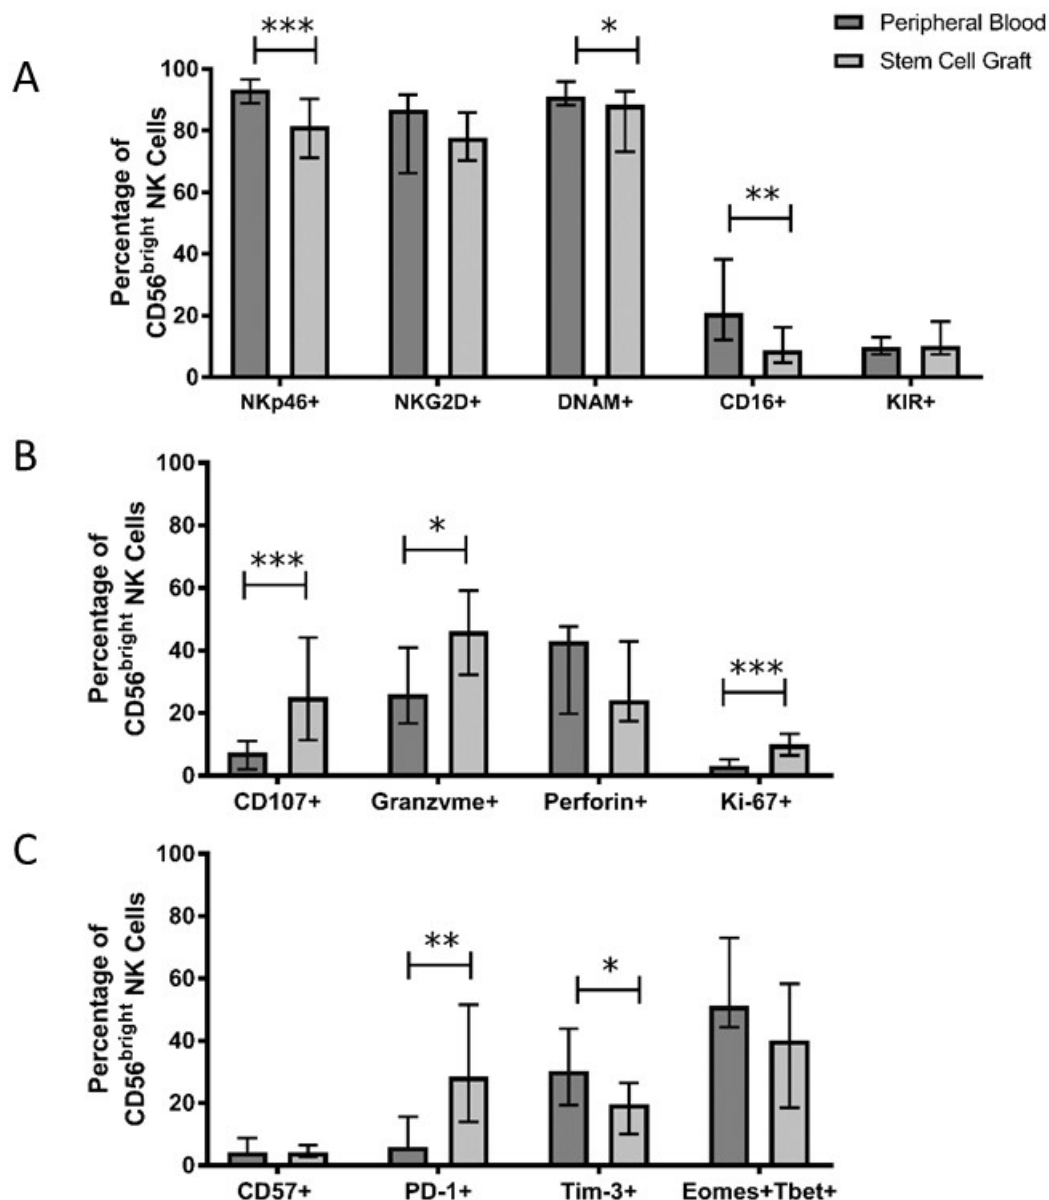 Peripheral Blood
Stem Cell Graft
A
***
*
**
Percentage of
CD56bright NK Cells
100
80
60
40
20
0
NKp46+ NKG2D+ DNAM+ CD16+ KIR+
B
***
*
***
Percentage of
CD56bright NK Cells
100
80
60
40
20
0
CD107+ Granzvme+ Perforin+ Ki-67+
C
**
*
Percentage of
CD56bright NK Cells
100
80
60
40
20
0
CD57+ PD-1+ Tim-3+ Eomes+Tbet+